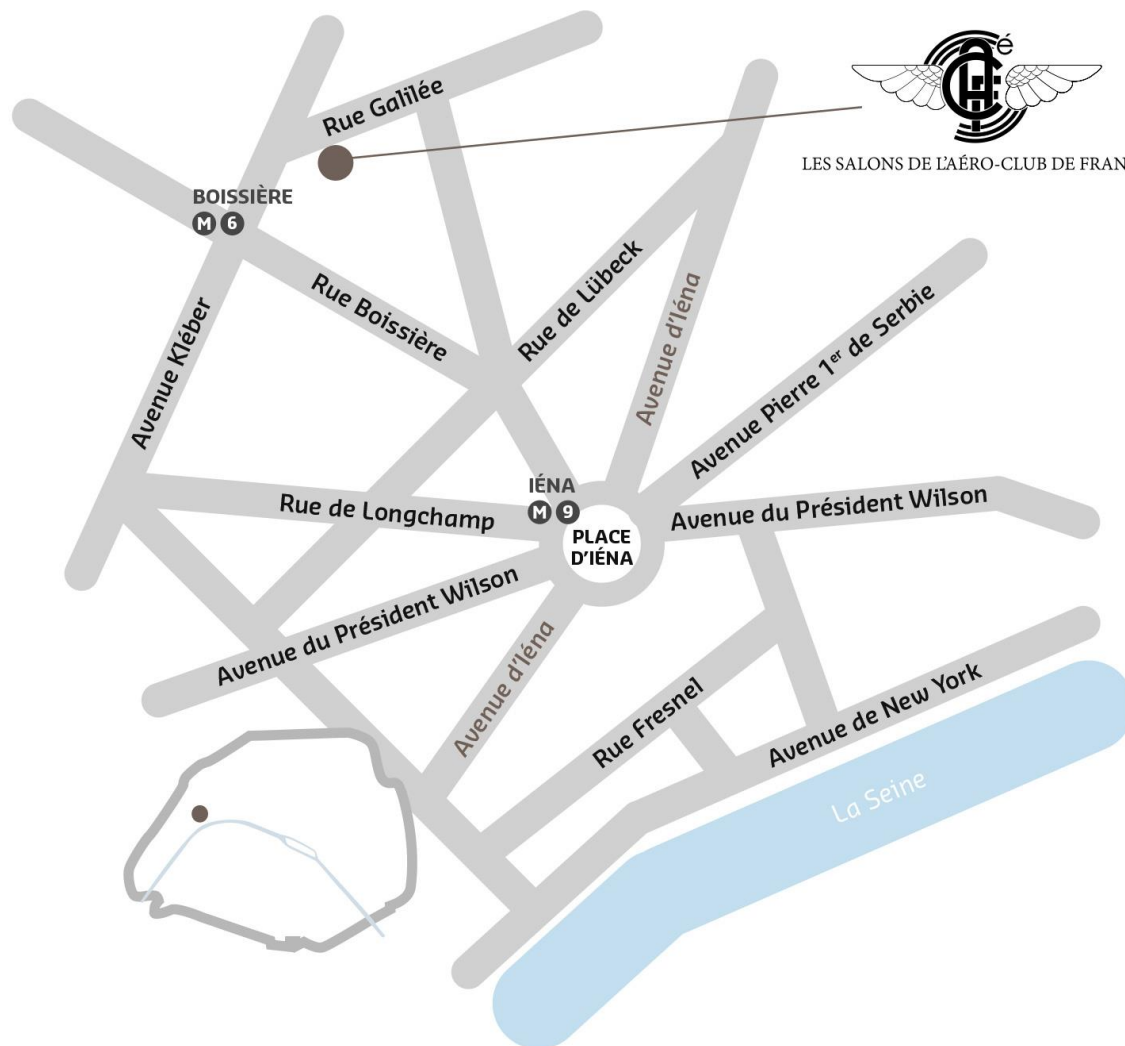 é
LES SALONS DE L'AÉRO-CLUB DE FRAN
Rue Galilée
BOISSIÈRE
M 6
Rue Boissière
Rue de Lübeck
Avenue d'Iéna
Avenue Pierre 1er de Serbie
Avenue Kléber
IÉNA
M 9
Rue de Longchamp
PLACE
D'IÉNA
Avenue du Président Wilson
Avenue du Président Wilson
Avenue d'Iéna
Rue Fresnel
Avenue de New York
La Seine